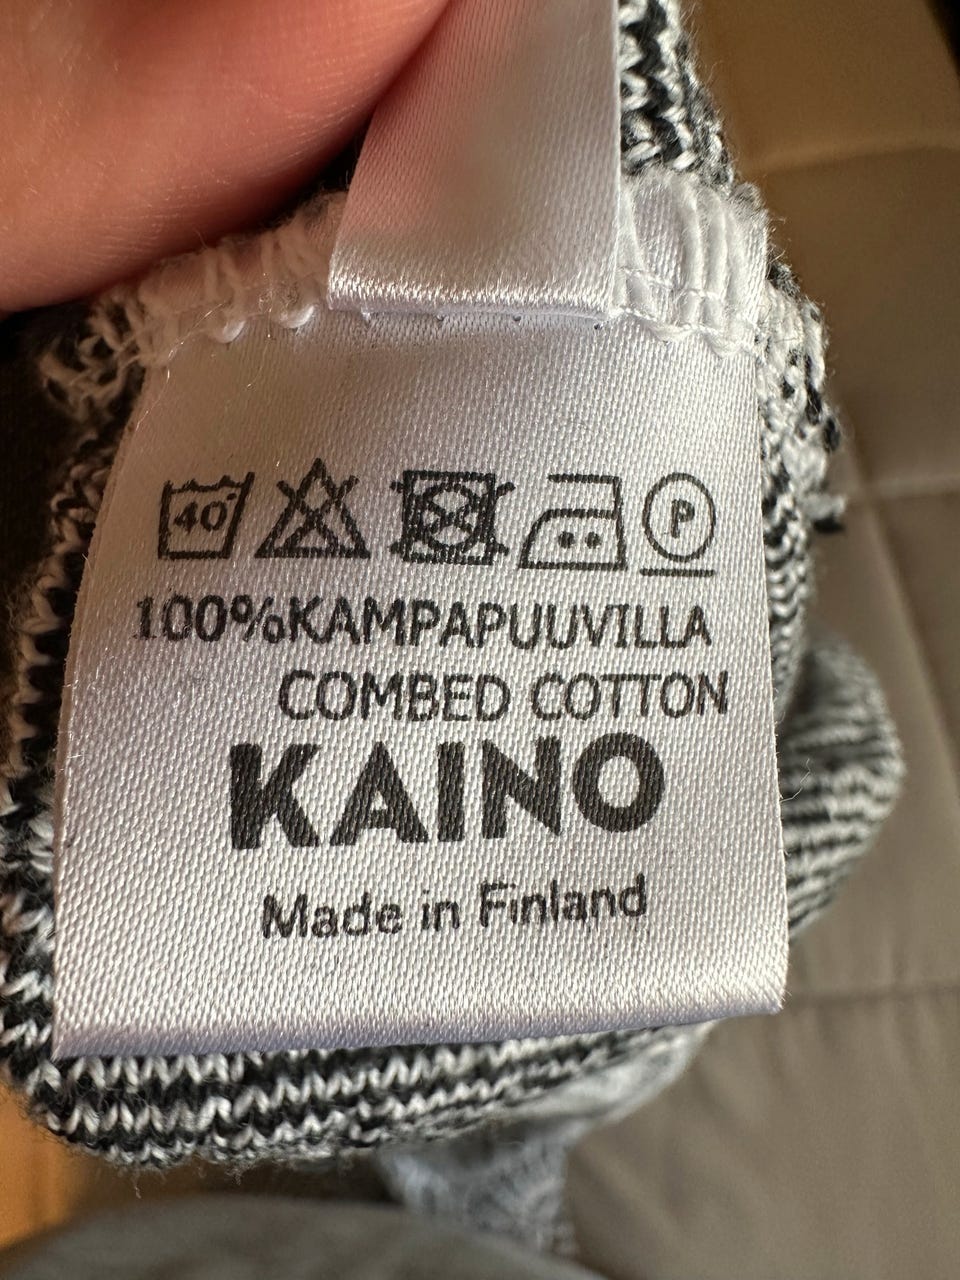 40°
P
100%KAMPAPUUVILLA
COMBED COTTON
KAINO
Made in Finland